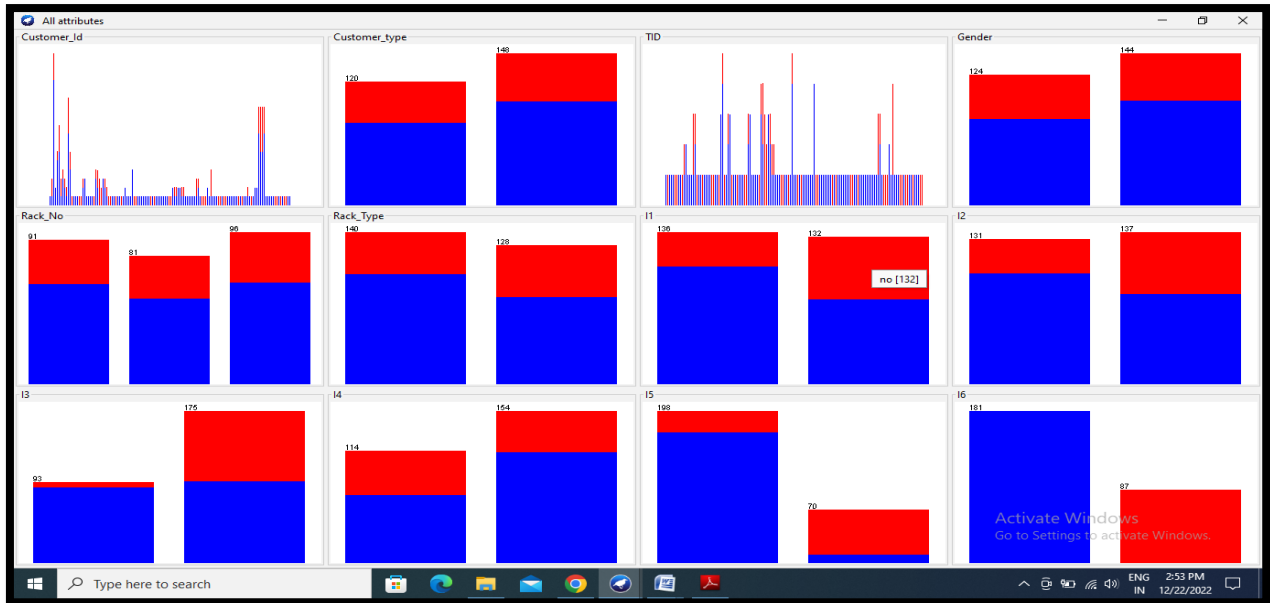 All attributes
Customer_Id
Customer_type
TID
Gender
120
148
124
144
Rack_No
Rack_Type
I1
I2
91
81
96
140
128
136
132
no [132]
131
137
I3
I4
I5
I6
93
175
114
154
198
70
181
87
Activate Windows
Go to Settings to activate Windows.
Type here to search
ENG
IN
2:53 PM
12/22/2022